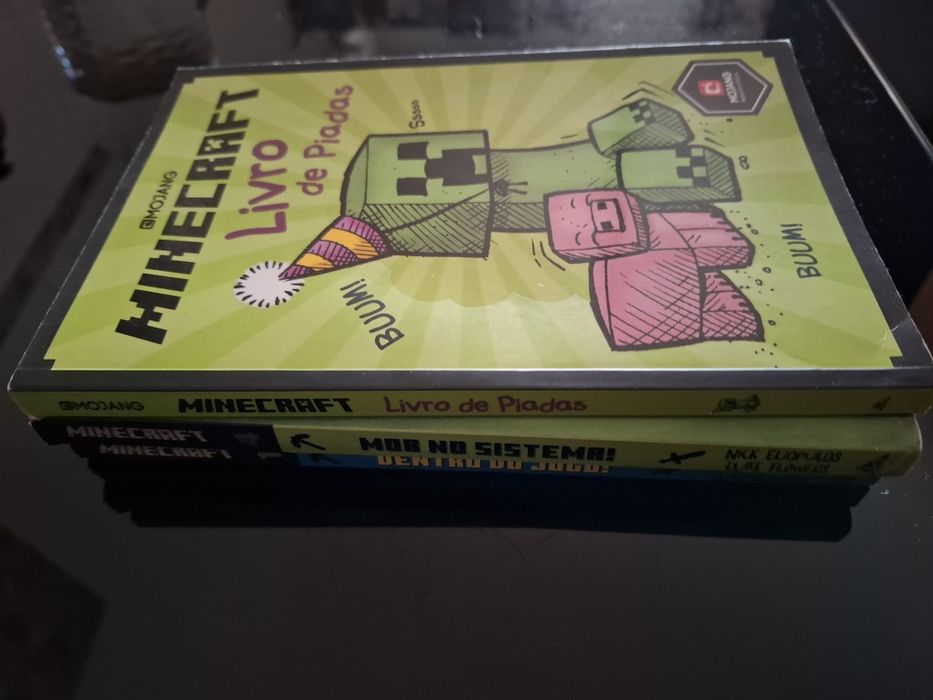 MOJANG
MINECRAFT
Livro
de Piadas
Sssss
BUUM!
BUUM!
MOJANG
MOJANG MINECRAFT Livro de Piadas
MINECRAFT MOB NO SISTEMA! NICK ELIOPULOS
MINECRAFT DENTRO DO JOGO! LUKE FLOWERS